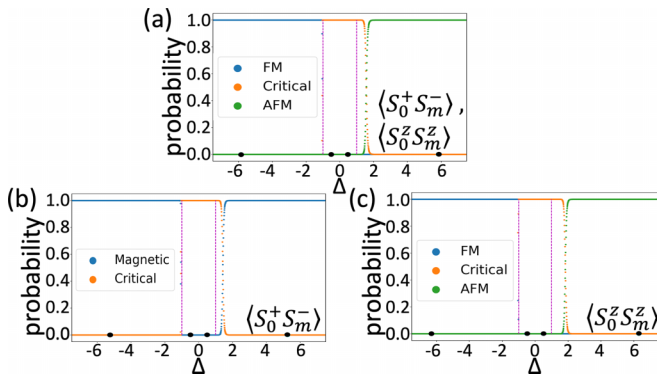 (a)
probability
1.0
0.8
0.6
0.4
0.2
0.0
FM
Critical
AFM
⟨S₀⁺Sₘ⁻⟩ ,
⟨S₀ᶻSₘᶻ⟩
-6 -4 -2 0 2 4 6
Δ
(b)
probability
1.0
0.8
0.6
0.4
0.2
0.0
Magnetic
Critical
⟨S₀⁺Sₘ⁻⟩
-6 -4 -2 0 2 4 6
Δ
(c)
probability
1.0
0.8
0.6
0.4
0.2
0.0
FM
Critical
AFM
⟨S₀ᶻSₘᶻ⟩
-6 -4 -2 0 2 4 6
Δ